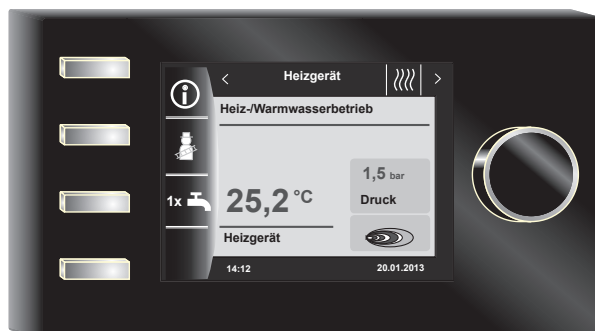 < Heizgerät >
Heiz-/Warmwasserbetrieb
1,5 bar
Druck
1x
25,2 °C
Heizgerät
14:12
20.01.2013